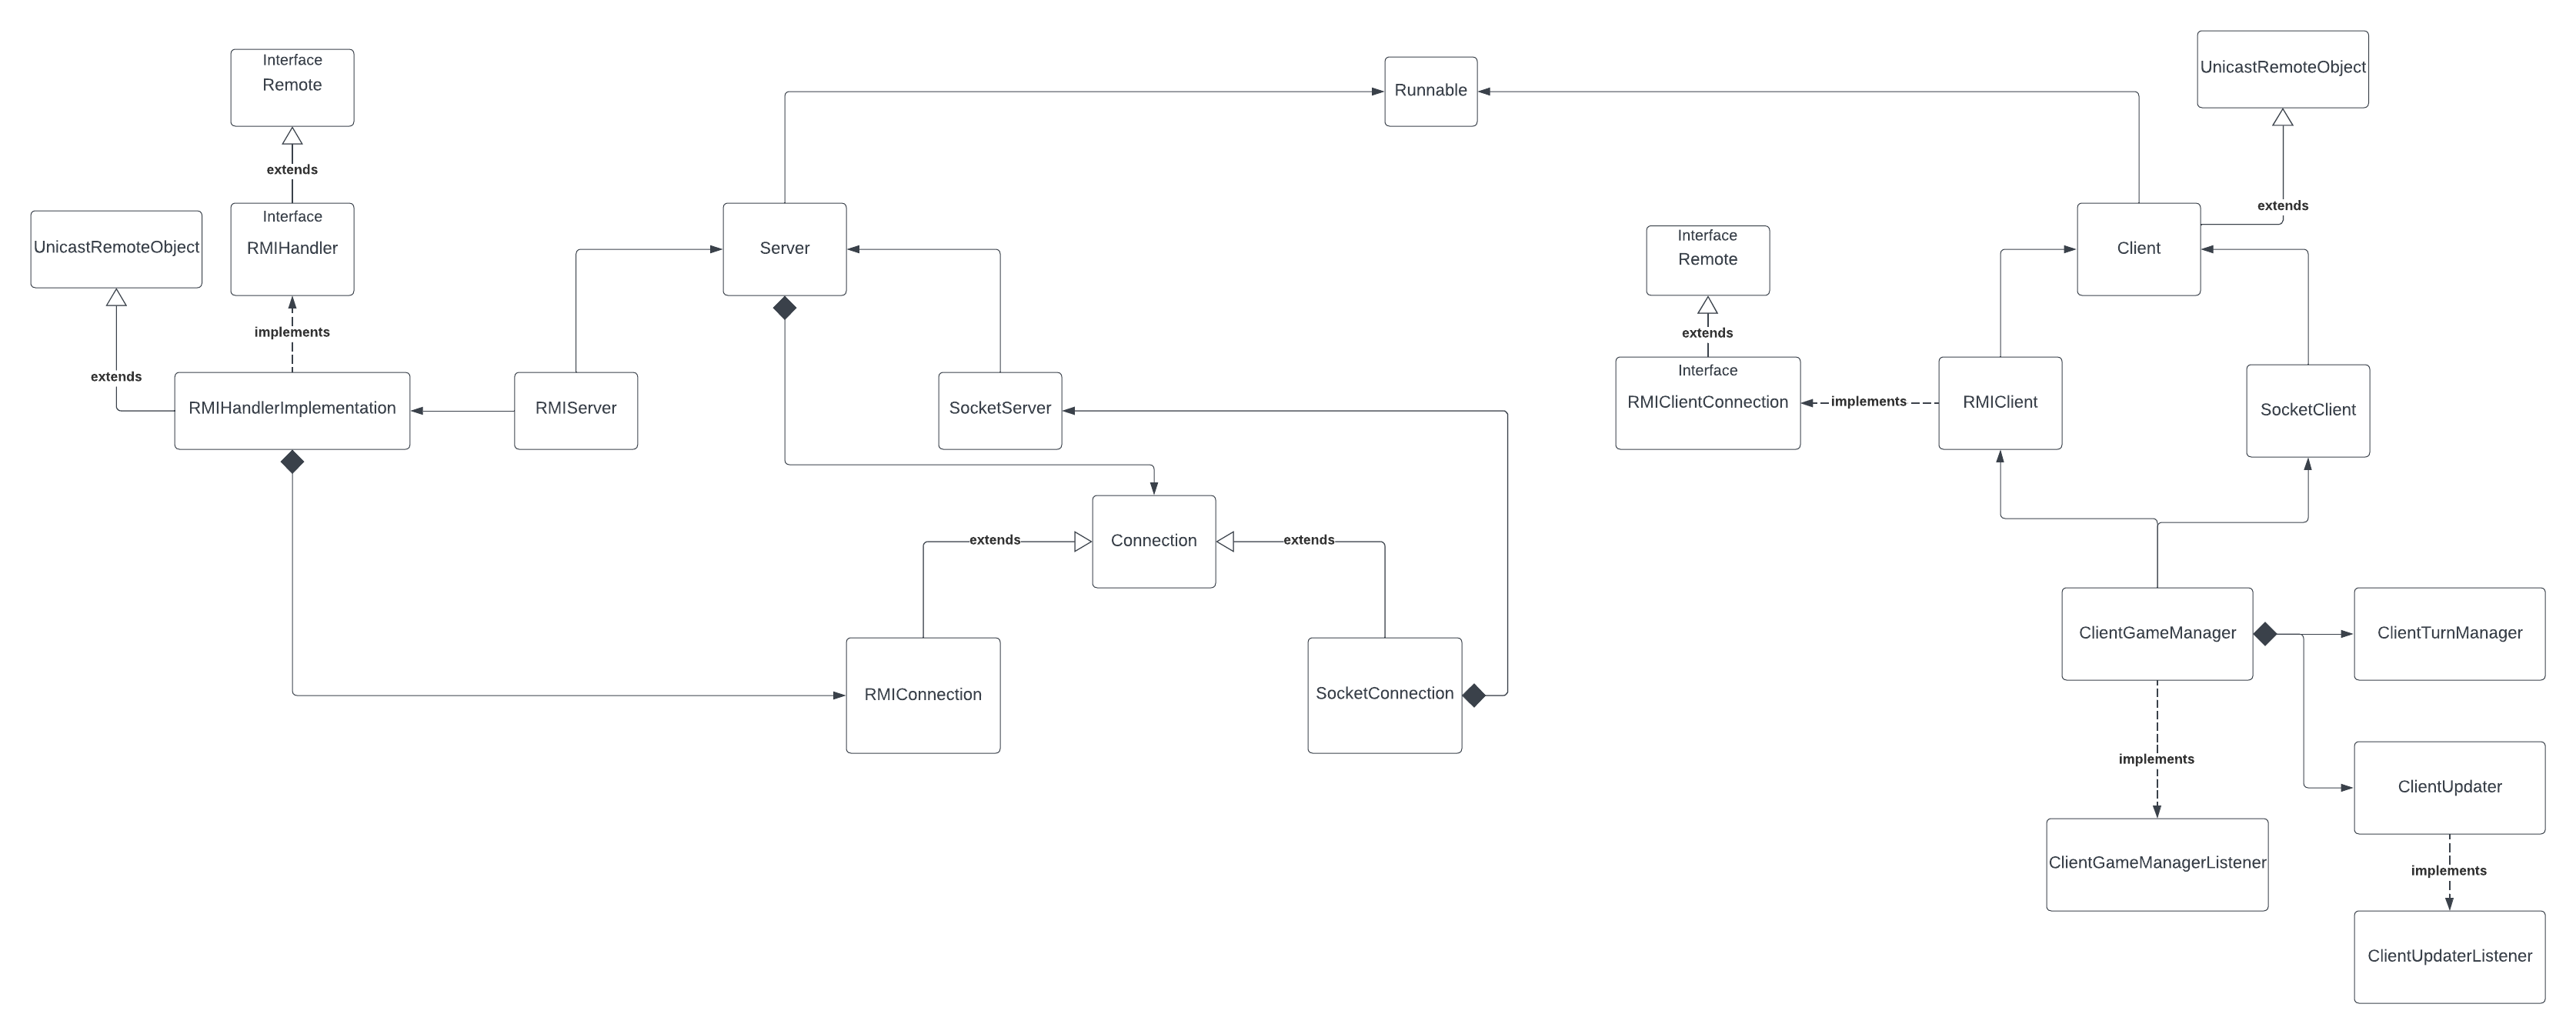 Interface
Remote
extends
Interface
RMIHandler
UnicastRemoteObject
implements
extends
RMIHandlerImplementation
RMIServer
Server
Runnable
SocketServer
Connection
extends
extends
RMIConnection
SocketConnection
UnicastRemoteObject
extends
Client
Interface
Remote
extends
Interface
RMIClientConnection
implements
RMIClient
SocketClient
ClientGameManager
ClientTurnManager
implements
ClientUpdater
ClientGameManagerListener
implements
ClientUpdaterListener